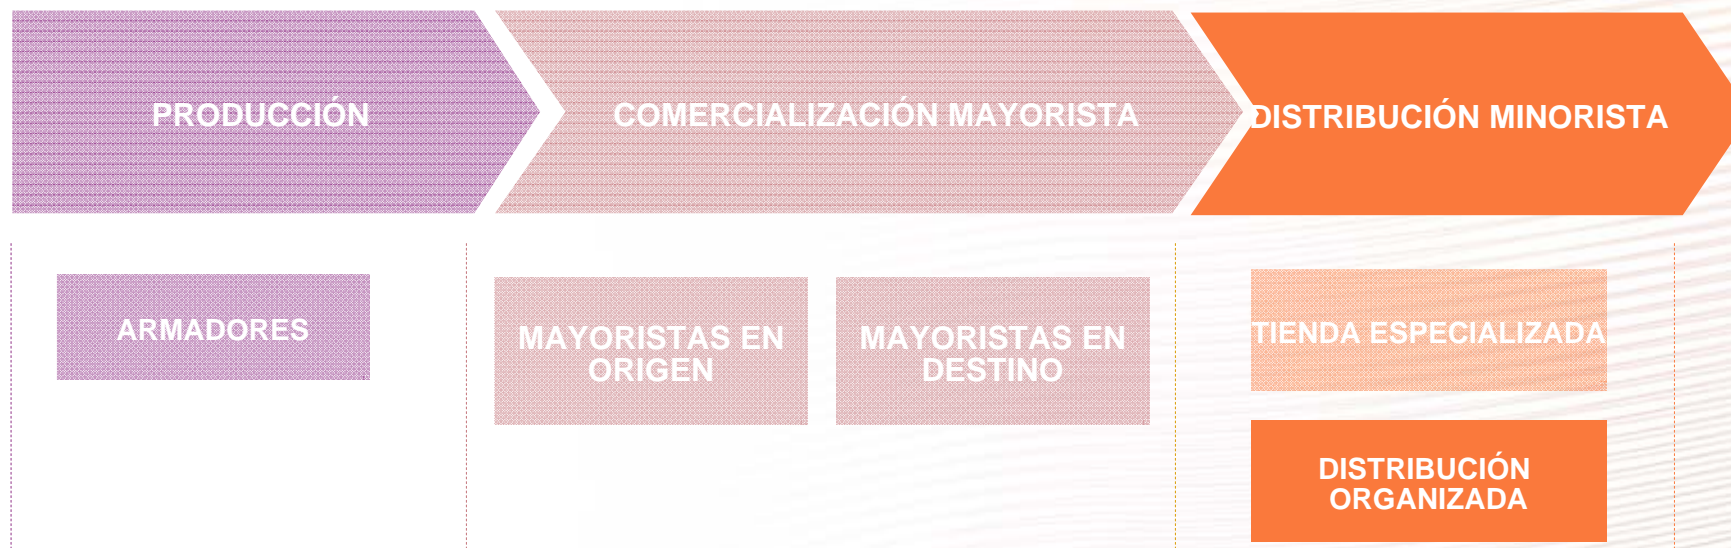 PRODUCCIÓN
COMERCIALIZACIÓN MAYORISTA
DISTRIBUCIÓN MINORISTA
ARMADORES
MAYORISTAS EN
ORIGEN
MAYORISTAS EN
DESTINO
TIENDA ESPECIALIZADA
DISTRIBUCIÓN
ORGANIZADA